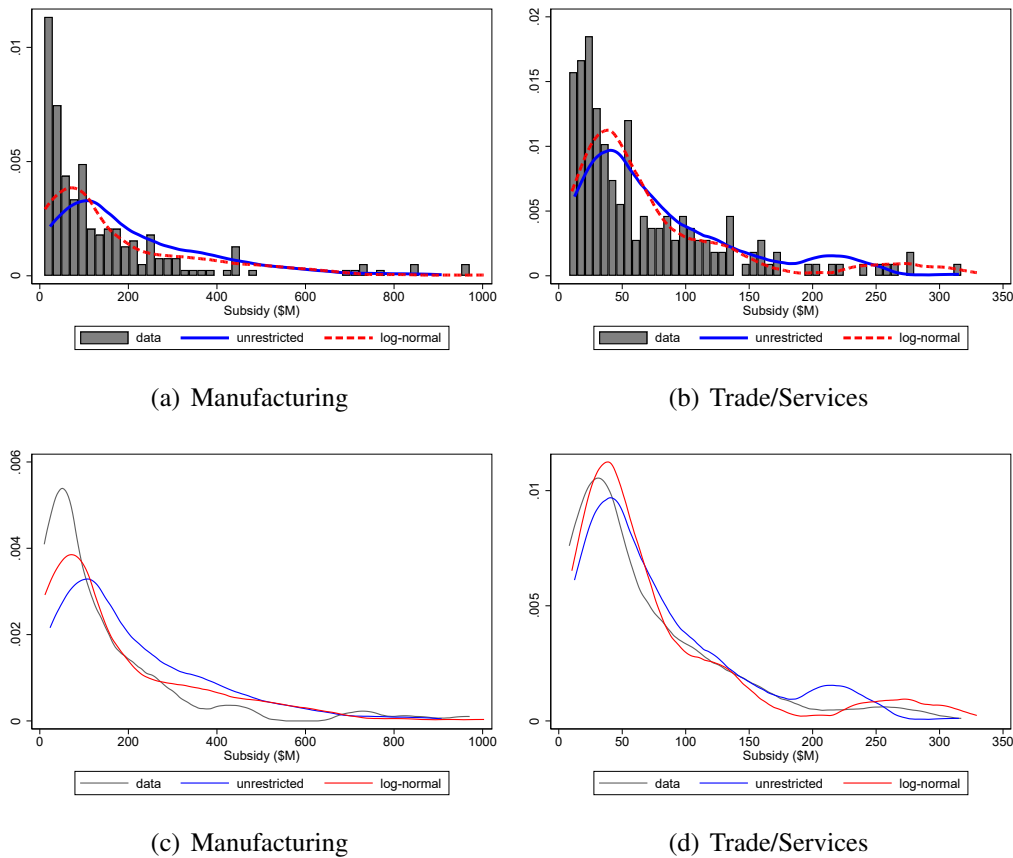 .01
.005
0
0 200 400 600 800 1000
Subsidy ($M)
data unrestricted log-normal
(a) Manufacturing
.02
.015
.01
.005
0
0 50 100 150 200 250 300 350
Subsidy ($M)
data unrestricted log-normal
(b) Trade/Services
.006
.004
.002
0
0 200 400 600 800 1000
Subsidy ($M)
data unrestricted log-normal
(c) Manufacturing
.01
.005
0
0 50 100 150 200 250 300 350
Subsidy ($M)
data unrestricted log-normal
(d) Trade/Services